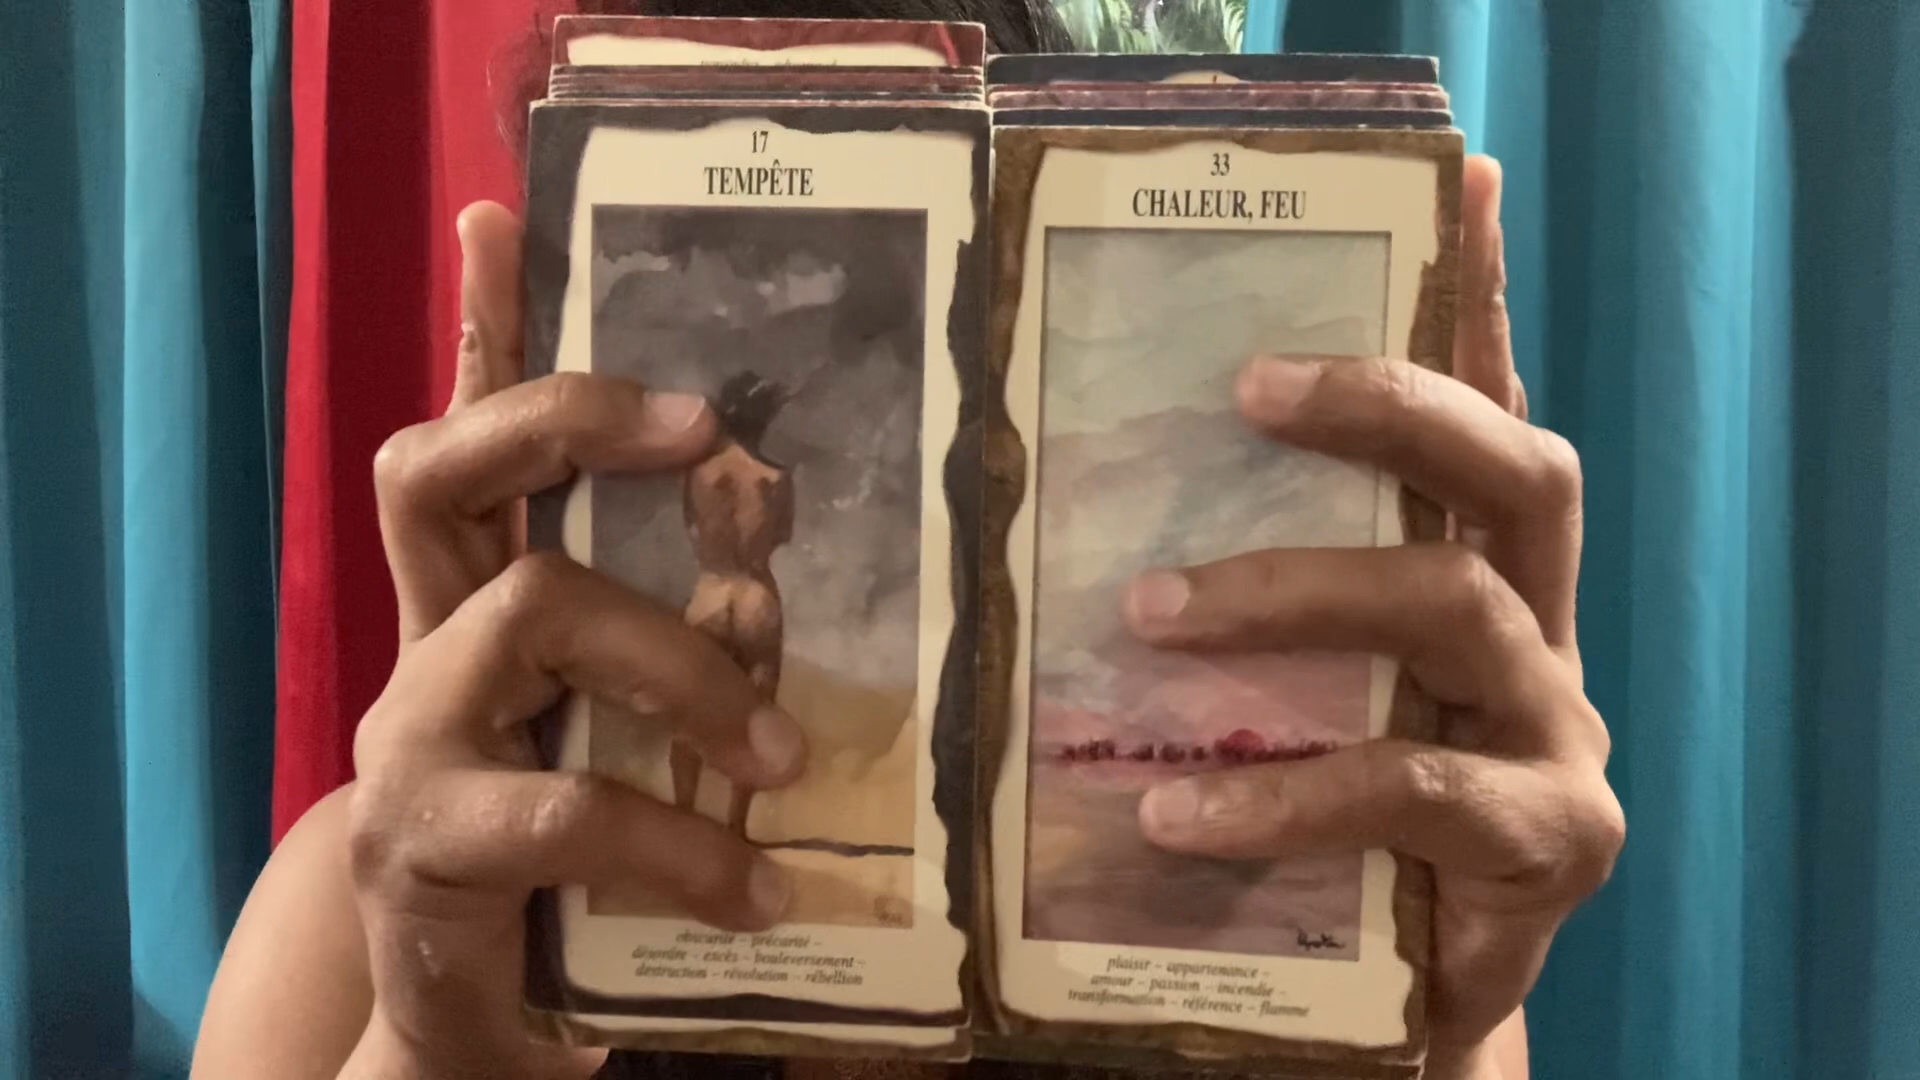 17
TEMPÊTE
obscurité – précarité –
désordre – excès – bouleversement –
destruction – révolution – rébellion
33
CHALEUR, FEU
plaisir – appartenance –
amour – passion – incendie –
transformation – référence – flamme